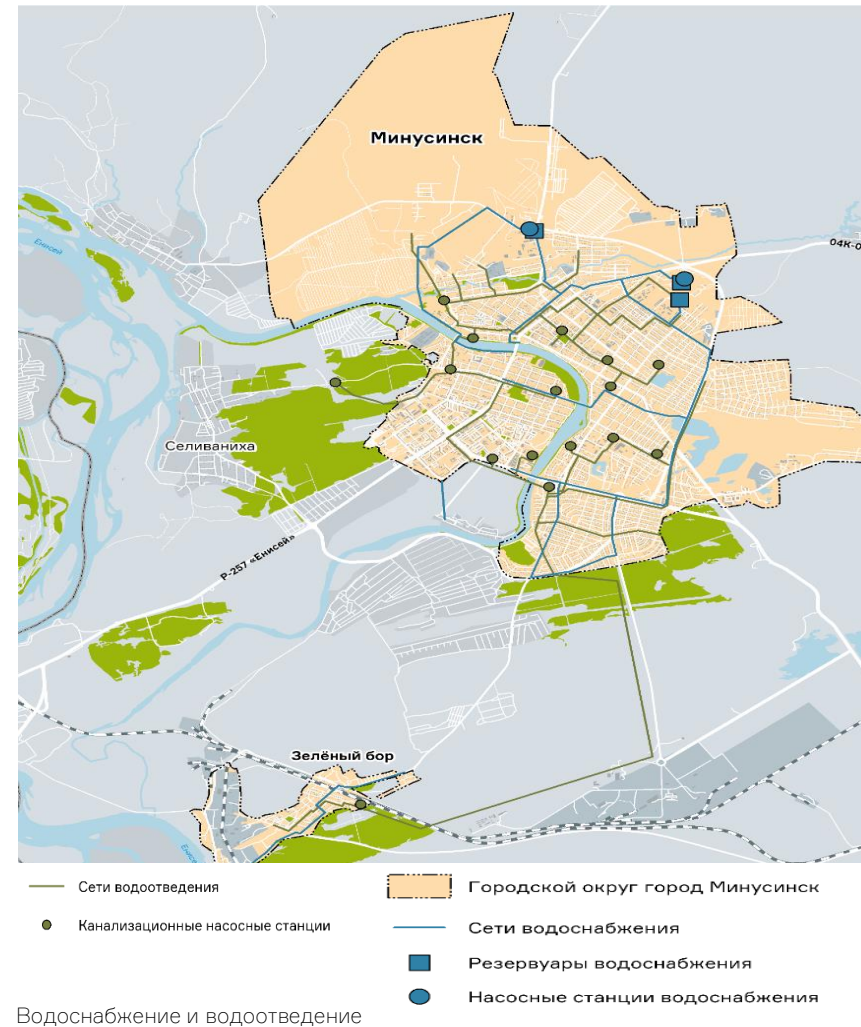 Минусинск
Енисей
04К-0
Селиваниха
Р-257 «Енисей»
Зелёный бор
Сети водоотведения
Канализационные насосные станции
Городской округ город Минусинск
Сети водоснабжения
Резервуары водоснабжения
Насосные станции водоснабжения
Водоснабжение и водоотведение